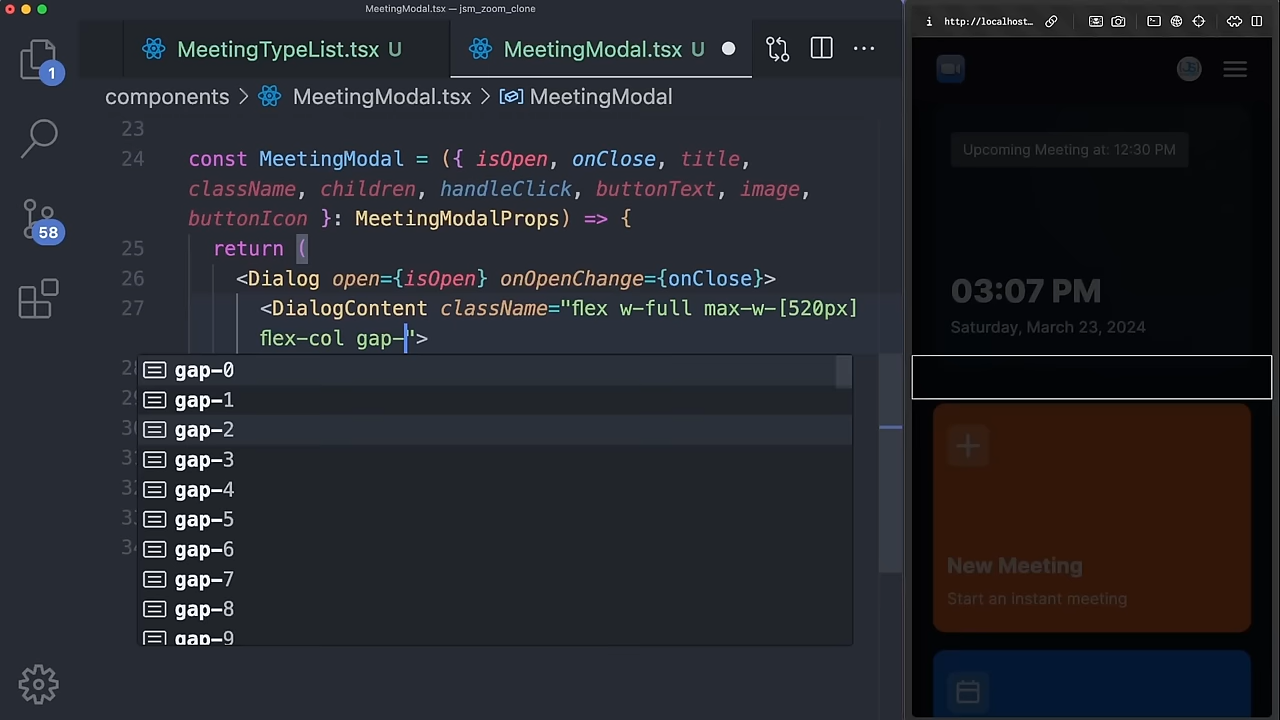 MeetingModal.tsx — jsm_zoom_clone
MeetingTypeList.tsx U
MeetingModal.tsx U
components > MeetingModal.tsx > MeetingModal
1
58
23
24 const MeetingModal = ({ isOpen, onClose, title,
className, children, handleClick, buttonText, image,
buttonIcon }: MeetingModalProps) => {
25 return (
26 <Dialog open={isOpen} onOpenChange={onClose}>
27 <DialogContent className="flex w-full max-w-[520px]
flex-col gap-">
gap-0
gap-1
gap-2
gap-3
gap-4
gap-5
gap-6
gap-7
gap-8
gap-9
http://localhost...
Upcoming Meeting at: 12:30 PM
03:07 PM
Saturday, March 23, 2024
New Meeting
Start an instant meeting